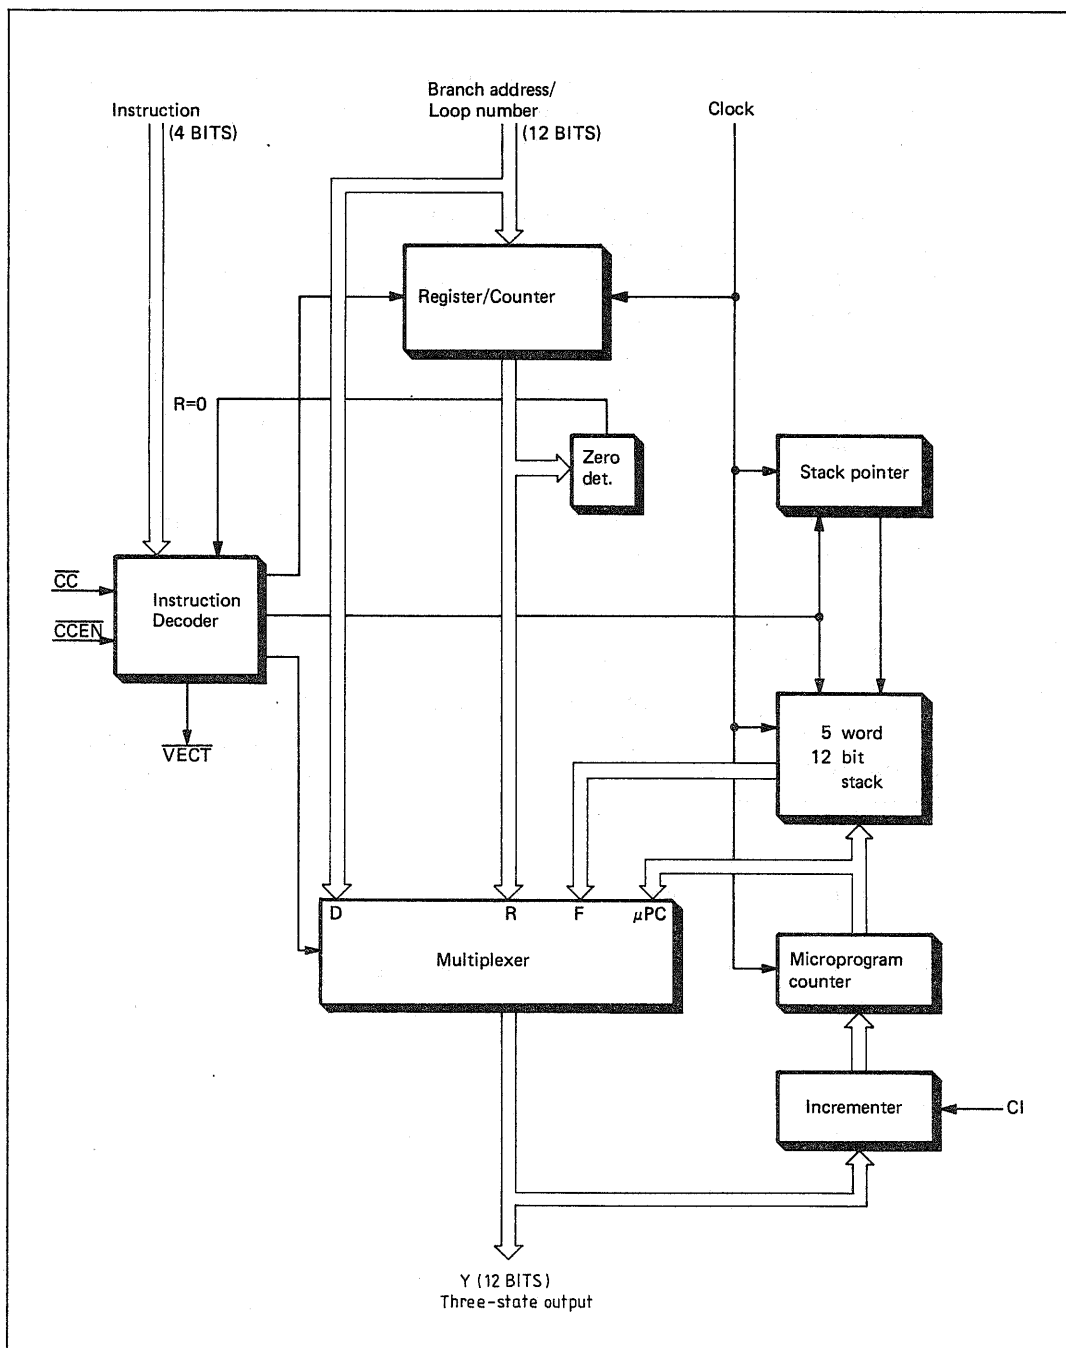 Instruction
(4 BITS)
Branch address/
Loop number
(12 BITS)
Clock
Register/Counter
R=0
Zero
det.
Stack pointer
CC
CCEN
Instruction
Decoder
VECT
5 word
12 bit
stack
D R F μPC
Multiplexer
Microprogram
counter
Incrementer
CI
Y (12 BITS)
Three-state output